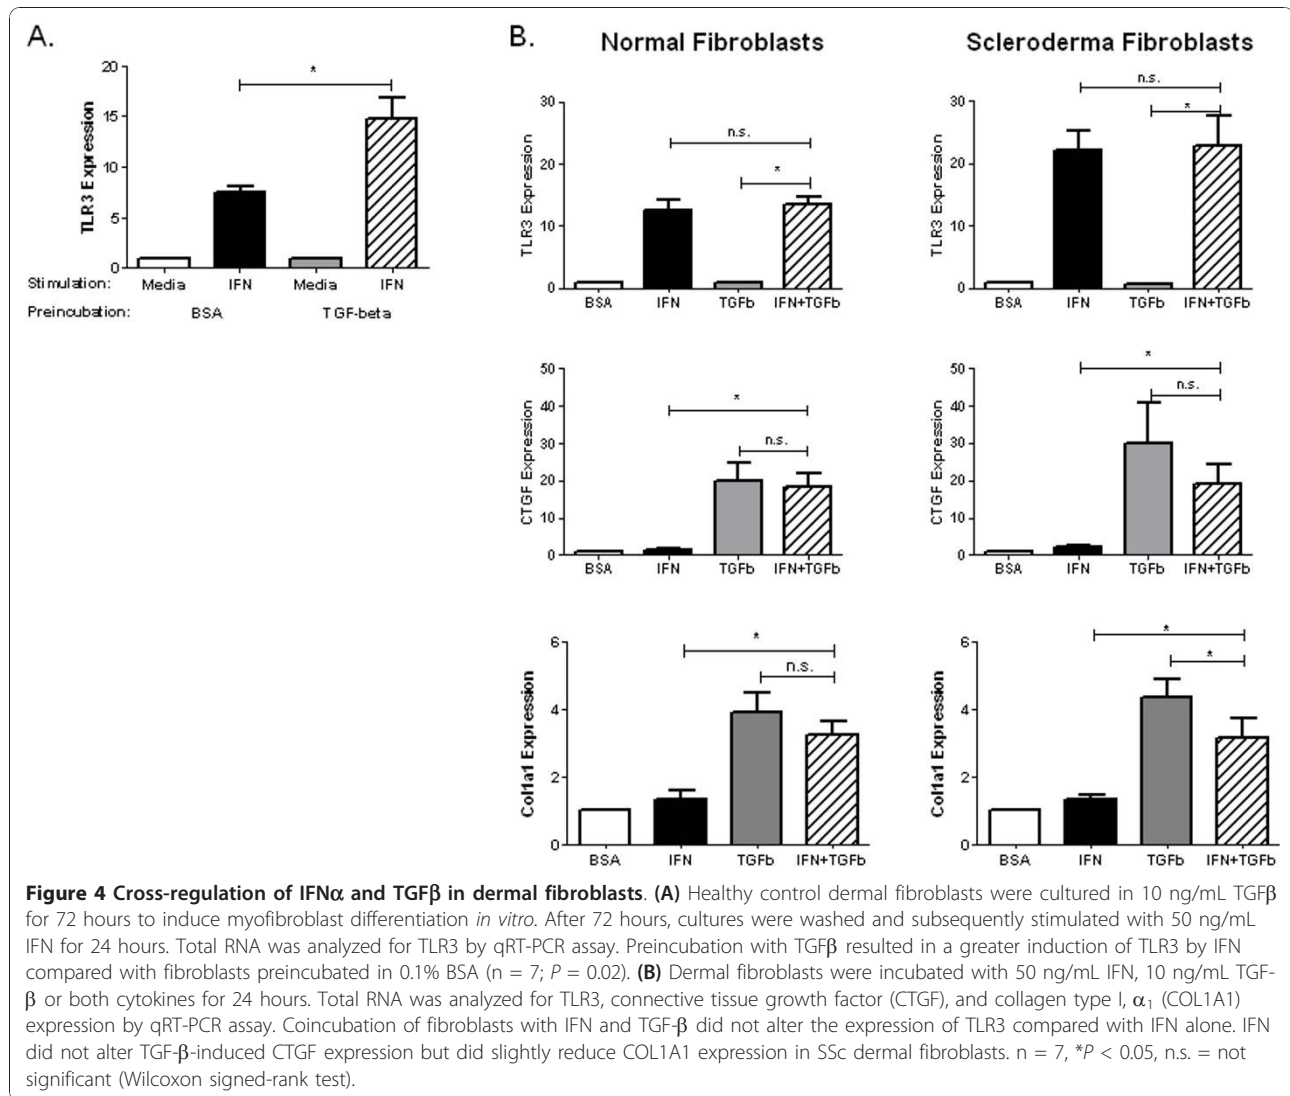 A.
20
15
10
5
0
TLR3 Expression
*
Stimulation: Media IFN Media IFN
Preincubation: BSA TGF-beta
B.
Normal Fibroblasts
30
20
10
0
TLR3 Expression
n.s.
*
BSA IFN TGFb IFN+TGFb
Scleroderma Fibroblasts
30
20
10
0
TLR3 Expression
n.s.
*
BSA IFN TGFb IFN+TGFb
50
40
30
20
10
0
CTGF Expression
*
n.s.
BSA IFN TGFb IFN+TGFb
50
40
30
20
10
0
CTGF Expression
*
n.s.
BSA IFN TGFb IFN+TGFb
6
4
2
0
Col1a1 Expression
*
n.s.
BSA IFN TGFb IFN+TGFb
6
4
2
0
Col1a1 Expression
*
*
BSA IFN TGFb IFN+TGFb
Figure 4 Cross-regulation of IFNα and TGFβ in dermal fibroblasts. (A) Healthy control dermal fibroblasts were cultured in 10 ng/mL TGFβ
for 72 hours to induce myofibroblast differentiation in vitro. After 72 hours, cultures were washed and subsequently stimulated with 50 ng/mL
IFN for 24 hours. Total RNA was analyzed for TLR3 by qRT-PCR assay. Preincubation with TGFβ resulted in a greater induction of TLR3 by IFN
compared with fibroblasts preincubated in 0.1% BSA (n = 7; P = 0.02). (B) Dermal fibroblasts were incubated with 50 ng/mL IFN, 10 ng/mL TGF-
β or both cytokines for 24 hours. Total RNA was analyzed for TLR3, connective tissue growth factor (CTGF), and collagen type I, α₁ (COL1A1)
expression by qRT-PCR assay. Coincubation of fibroblasts with IFN and TGF-β did not alter the expression of TLR3 compared with IFN alone. IFN
did not alter TGF-β-induced CTGF expression but did slightly reduce COL1A1 expression in SSc dermal fibroblasts. n = 7, *P < 0.05, n.s. = not
significant (Wilcoxon signed-rank test).